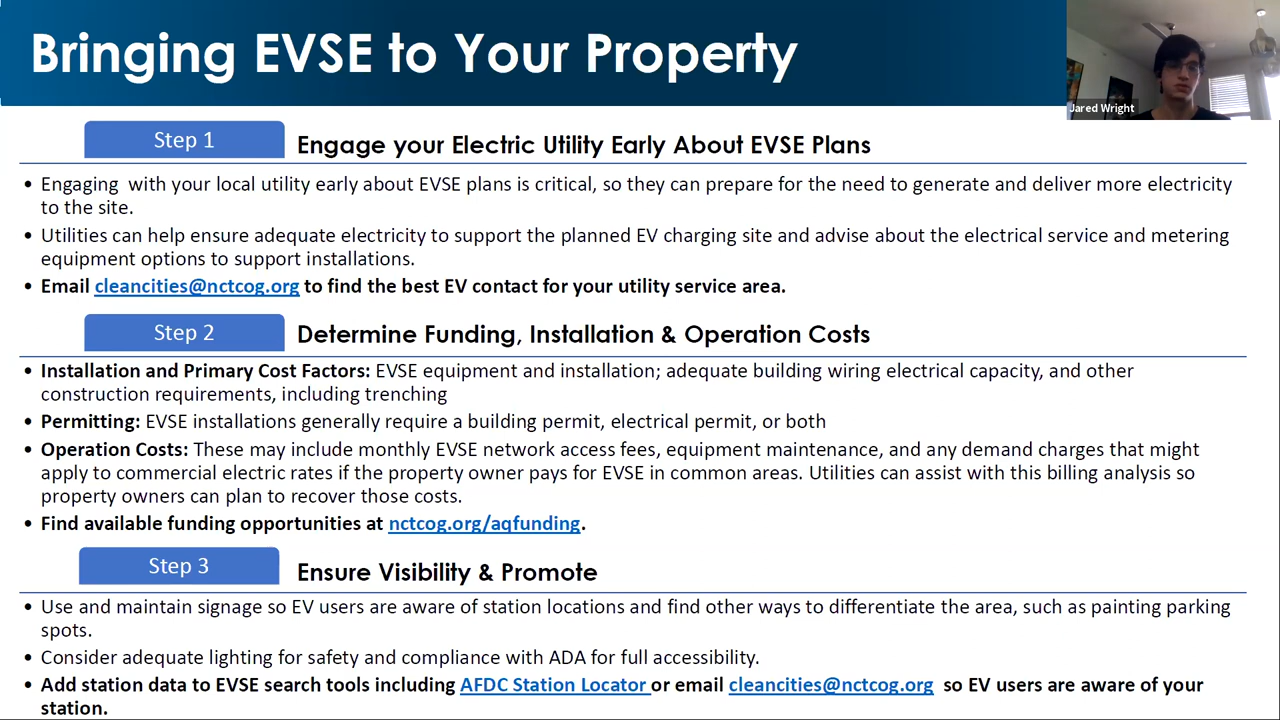 Bringing EVSE to Your Property
Jared Wright
Step 1
Engage your Electric Utility Early About EVSE Plans
• Engaging with your local utility early about EVSE plans is critical, so they can prepare for the need to generate and deliver more electricity
to the site.
• Utilities can help ensure adequate electricity to support the planned EV charging site and advise about the electrical service and metering
equipment options to support installations.
• Email cleancities@nctcog.org to find the best EV contact for your utility service area.
Step 2
Determine Funding, Installation & Operation Costs
• Installation and Primary Cost Factors: EVSE equipment and installation; adequate building wiring electrical capacity, and other
construction requirements, including trenching
• Permitting: EVSE installations generally require a building permit, electrical permit, or both
• Operation Costs: These may include monthly EVSE network access fees, equipment maintenance, and any demand charges that might
apply to commercial electric rates if the property owner pays for EVSE in common areas. Utilities can assist with this billing analysis so
property owners can plan to recover those costs.
• Find available funding opportunities at nctcog.org/aqfunding.
Step 3
Ensure Visibility & Promote
• Use and maintain signage so EV users are aware of station locations and find other ways to differentiate the area, such as painting parking
spots.
• Consider adequate lighting for safety and compliance with ADA for full accessibility.
• Add station data to EVSE search tools including AFDC Station Locator or email cleancities@nctcog.org so EV users are aware of your
station.